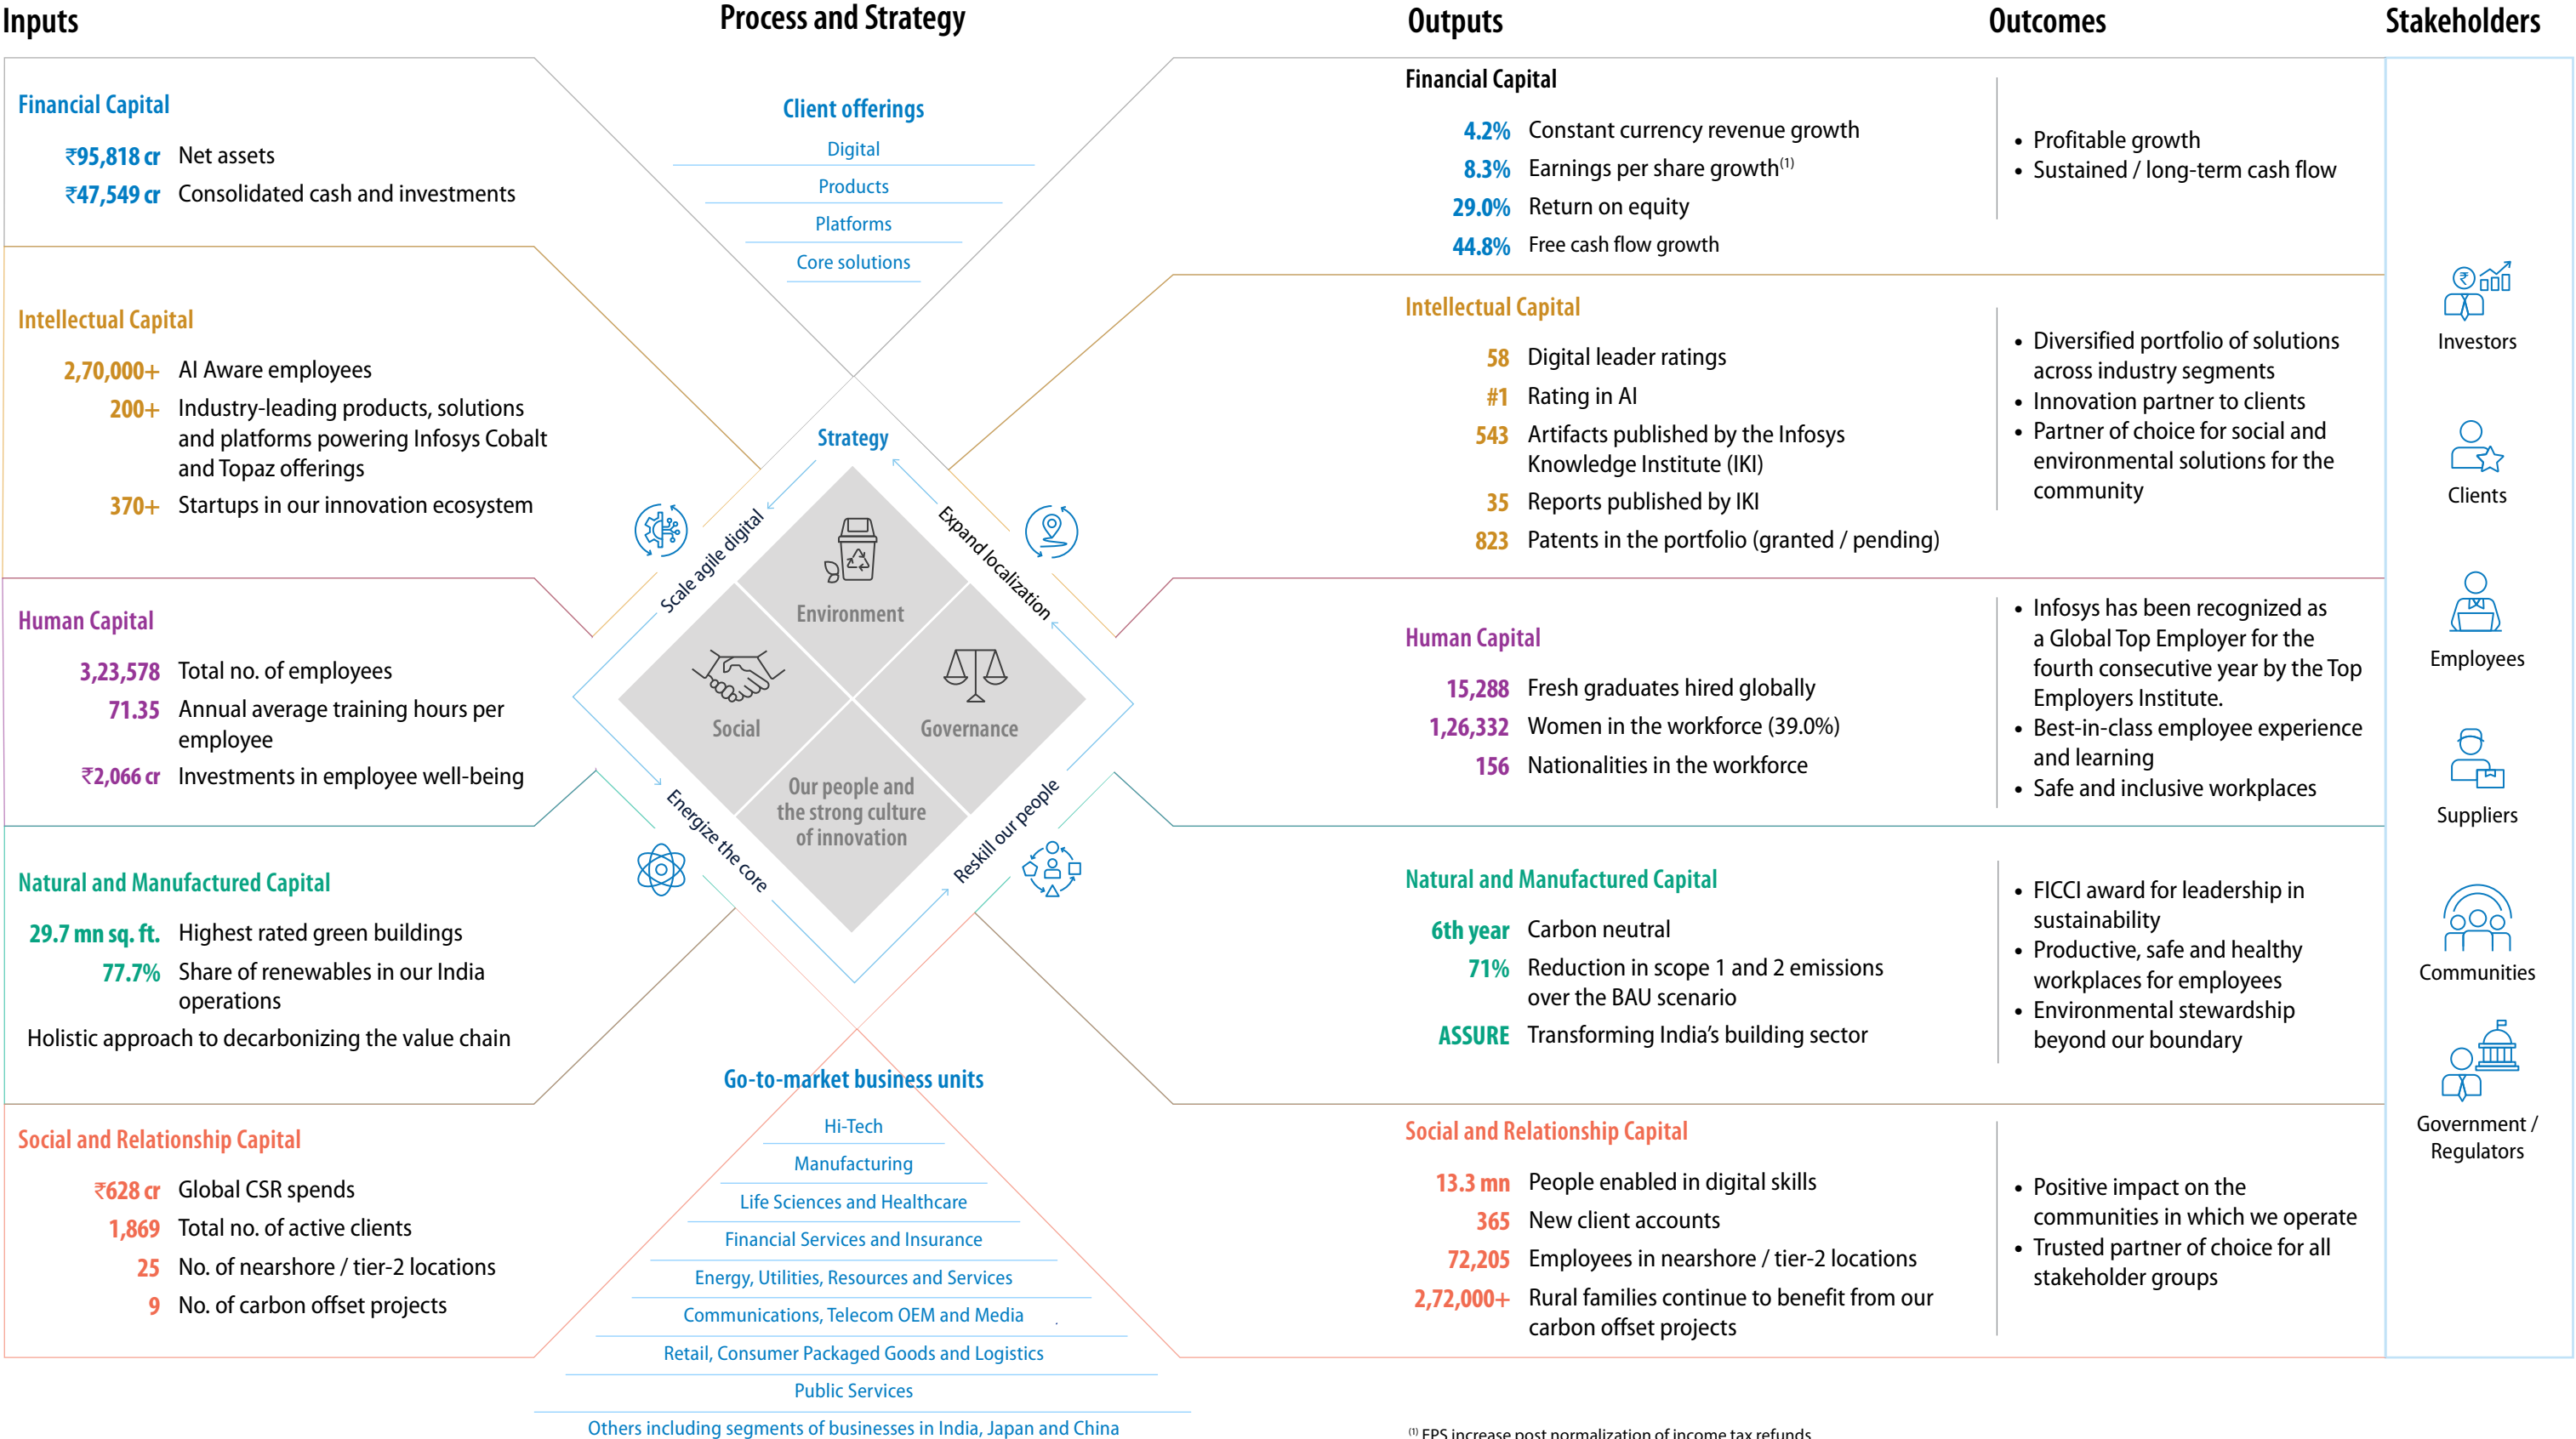 Inputs
Process and Strategy
Outputs
Outcomes
Stakeholders
Financial Capital
₹95,818 cr Net assets
₹47,549 cr Consolidated cash and investments
Intellectual Capital
2,70,000+ AI Aware employees
200+ Industry-leading products, solutions
and platforms powering Infosys Cobalt
and Topaz offerings
370+ Startups in our innovation ecosystem
Human Capital
3,23,578 Total no. of employees
71.35 Annual average training hours per
employee
₹2,066 cr Investments in employee well-being
Natural and Manufactured Capital
29.7 mn sq. ft. Highest rated green buildings
77.7% Share of renewables in our India
operations
Holistic approach to decarbonizing the value chain
Social and Relationship Capital
₹628 cr Global CSR spends
1,869 Total no. of active clients
25 No. of nearshore / tier-2 locations
9 No. of carbon offset projects
Client offerings
Digital
Products
Platforms
Core solutions
Strategy
Scale agile digital
Expand localization
Environment
Social
Governance
Our people and
the strong culture
of innovation
Energize the core
Reskill our people
Go-to-market business units
Hi-Tech
Manufacturing
Life Sciences and Healthcare
Financial Services and Insurance
Energy, Utilities, Resources and Services
Communications, Telecom OEM and Media
Retail, Consumer Packaged Goods and Logistics
Public Services
Others including segments of businesses in India, Japan and China
Financial Capital
4.2% Constant currency revenue growth
8.3% Earnings per share growth(1)
29.0% Return on equity
44.8% Free cash flow growth
• Profitable growth
• Sustained / long-term cash flow
Intellectual Capital
58 Digital leader ratings
#1 Rating in AI
543 Artifacts published by the Infosys
Knowledge Institute (IKI)
35 Reports published by IKI
823 Patents in the portfolio (granted / pending)
• Diversified portfolio of solutions
across industry segments
• Innovation partner to clients
• Partner of choice for social and
environmental solutions for the
community
Human Capital
15,288 Fresh graduates hired globally
1,26,332 Women in the workforce (39.0%)
156 Nationalities in the workforce
• Infosys has been recognized as
a Global Top Employer for the
fourth consecutive year by the Top
Employers Institute.
• Best-in-class employee experience
and learning
• Safe and inclusive workplaces
Natural and Manufactured Capital
6th year Carbon neutral
71% Reduction in scope 1 and 2 emissions
over the BAU scenario
ASSURE Transforming India's building sector
• FICCI award for leadership in
sustainability
• Productive, safe and healthy
workplaces for employees
• Environmental stewardship
beyond our boundary
Social and Relationship Capital
13.3 mn People enabled in digital skills
365 New client accounts
72,205 Employees in nearshore / tier-2 locations
2,72,000+ Rural families continue to benefit from our
carbon offset projects
• Positive impact on the
communities in which we operate
• Trusted partner of choice for all
stakeholder groups
Investors
Clients
Employees
Suppliers
Communities
Government /
Regulators
(1) EPS increase post normalization of income tax refunds